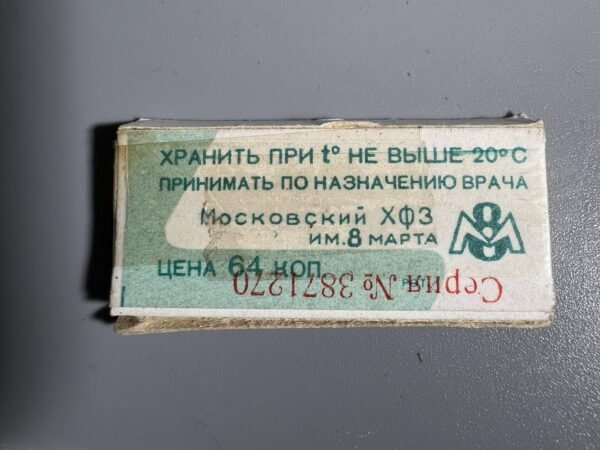 ХРАНИТЬ ПРИ t° НЕ ВЫШЕ 20°С
ПРИНИМАТЬ ПО НАЗНАЧЕНИЮ ВРАЧА
Московский ХФЗ
им. 8 МАРТА
ЦЕНА 64 КОП.
Серия № 3871270